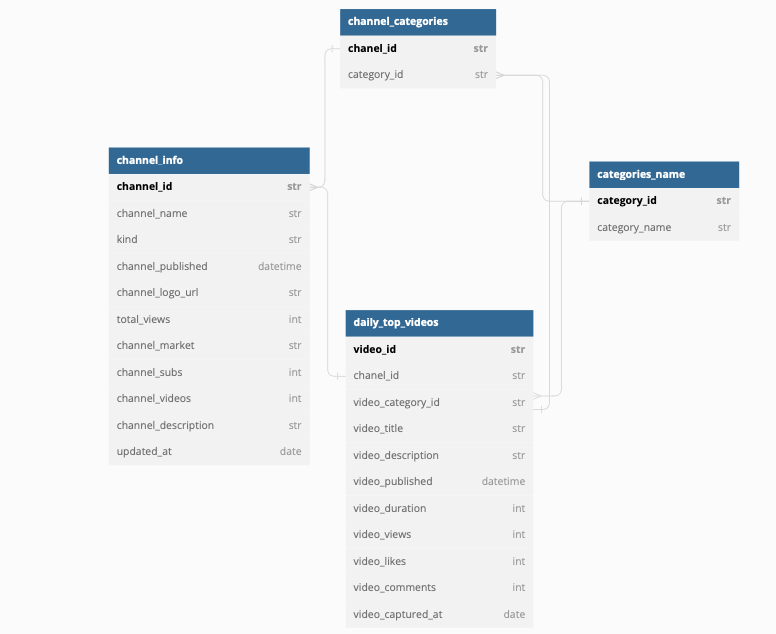 channel_categories
chanel_id str
category_id str
channel_info
channel_id str
channel_name str
kind str
channel_published datetime
channel_logo_url str
total_views int
channel_market str
channel_subs int
channel_videos int
channel_description str
updated_at date
categories_name
category_id str
category_name str
daily_top_videos
video_id str
chanel_id str
video_category_id str
video_title str
video_description str
video_published datetime
video_duration int
video_views int
video_likes int
video_comments int
video_captured_at date